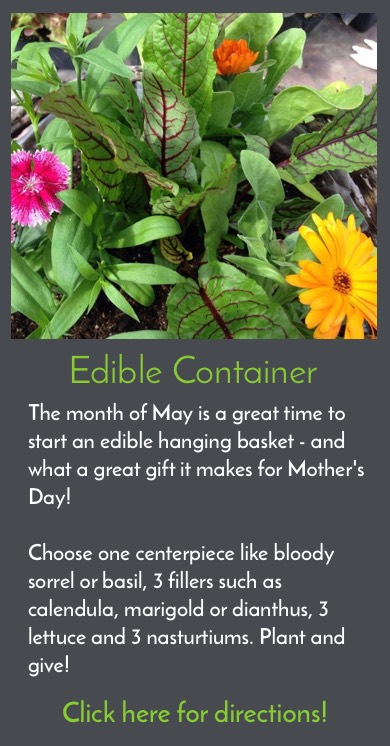 Edible Container
The month of May is a great time to
start an edible hanging basket - and
what a great gift it makes for Mother's
Day!
Choose one centerpiece like bloody
sorrel or basil, 3 fillers such as
calendula, marigold or dianthus, 3
lettuce and 3 nasturtiums. Plant and
give!
Click here for directions!